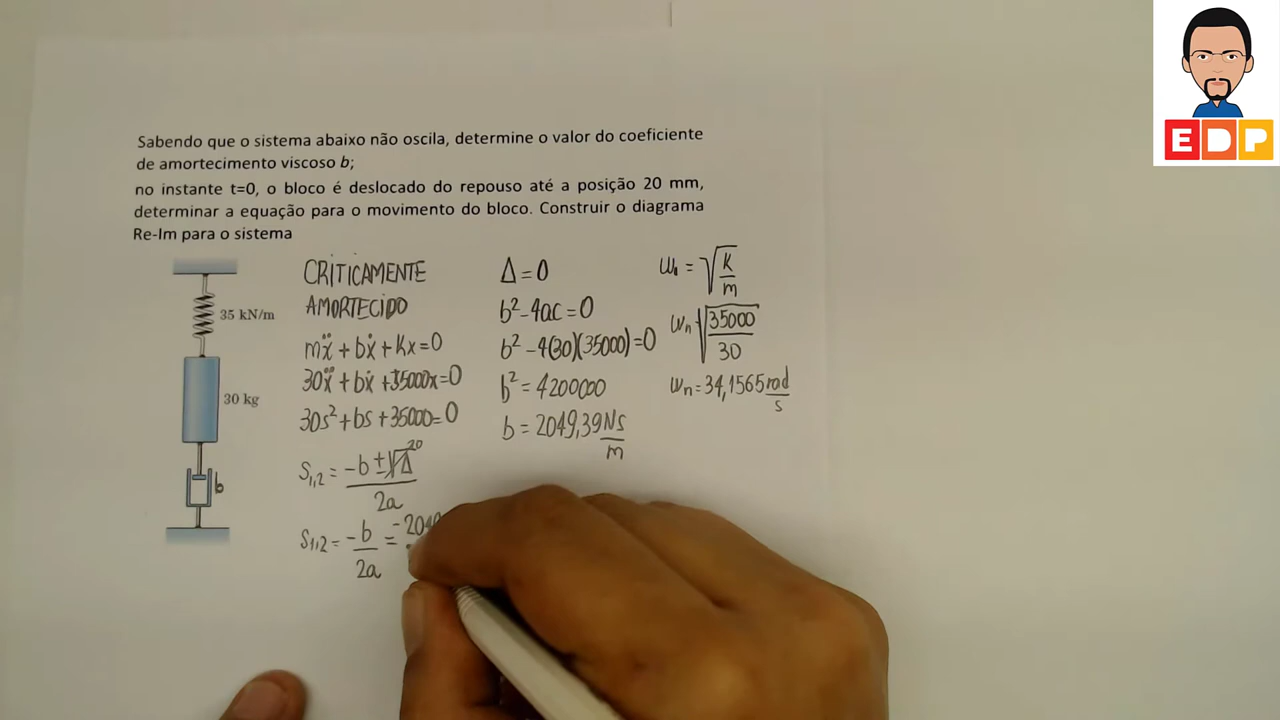 EDP
Sabendo que o sistema abaixo não oscila, determine o valor do coeficiente
de amortecimento viscoso b;
no instante t=0, o bloco é deslocado do repouso até a posição 20 mm,
determinar a equação para o movimento do bloco. Construir o diagrama
Re-Im para o sistema
35 kN/m
30 kg
b
CRÍTICAMENTE
AMORTECIDO
mẍ + bẋ + Kx = 0
30ẍ + bẋ + 35000x = 0
30s² + bs + 35000 = 0
S₁,₂ = -b ± √Δ⁰
2a
S₁,₂ = -b =
2a
Δ = 0
b² - 4ac = 0
b² - 4(30)(35000) = 0
b² = 4200000
b = 2049,39 Ns
m
ωₙ = √K
m
ωₙ √35000
30
ωₙ = 34,1565 rad
s